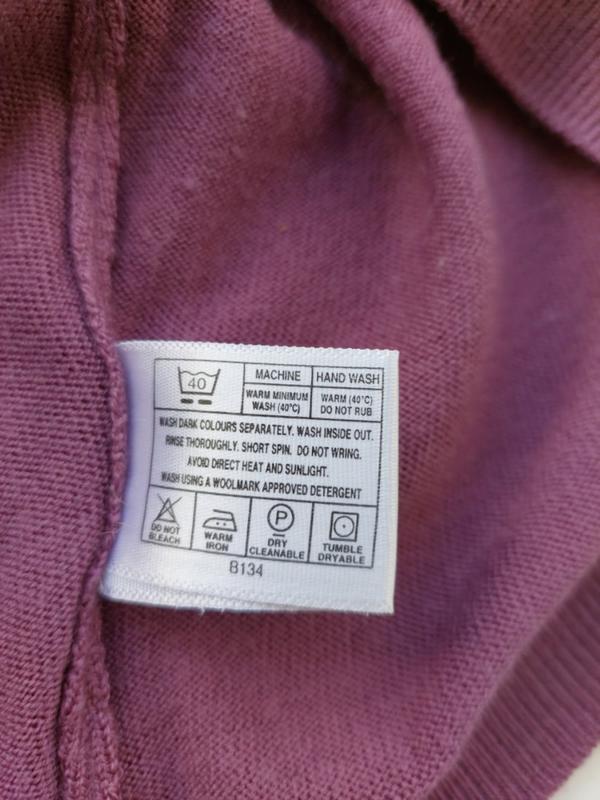 40
MACHINE
HAND WASH
WARM MINIMUM
WASH (40°C)
WARM (40°C)
DO NOT RUB
WASH DARK COLOURS SEPARATELY. WASH INSIDE OUT.
RINSE THOROUGHLY. SHORT SPIN. DO NOT WRING.
AVOID DIRECT HEAT AND SUNLIGHT.
WASH USING A WOOLMARK APPROVED DETERGENT
DO NOT
BLEACH
WARM
IRON
P
DRY
CLEANABLE
TUMBLE
DRYABLE
8134